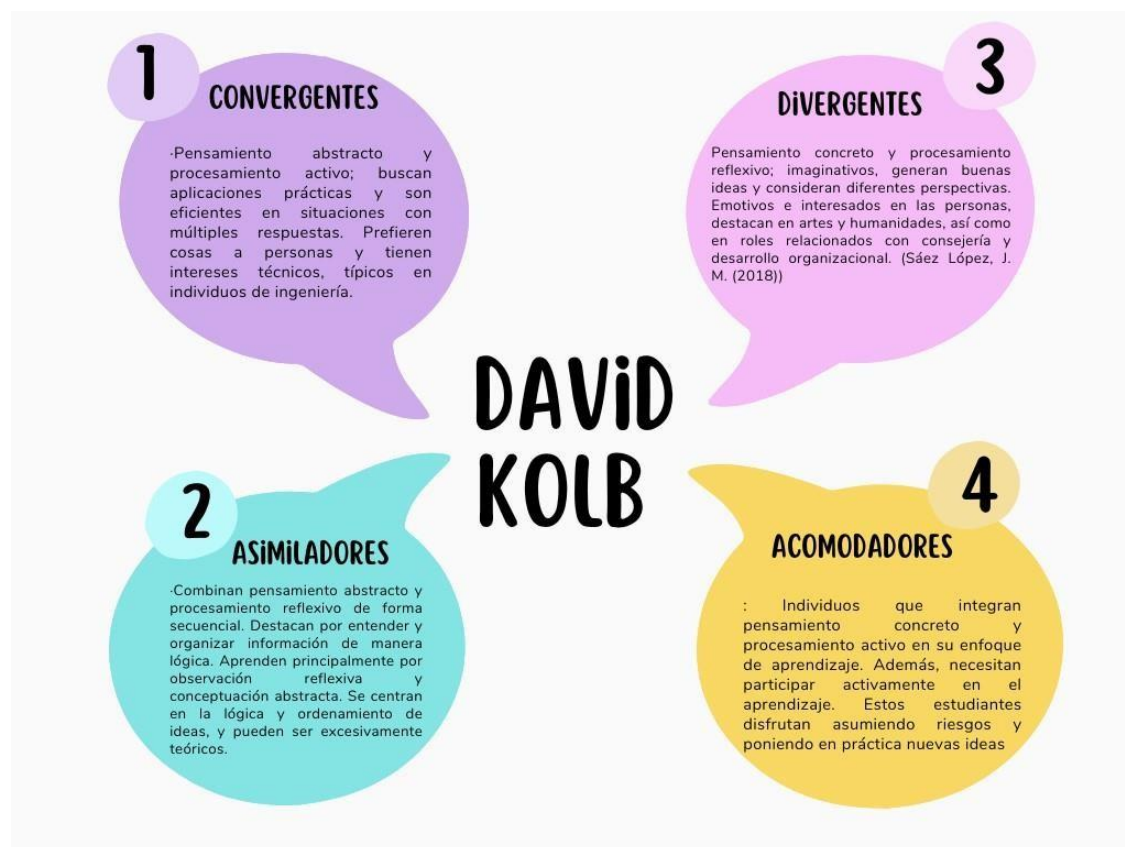 1
CONVERGENTES
·Pensamiento abstracto y
procesamiento activo; buscan
aplicaciones prácticas y son
eficientes en situaciones con
múltiples respuestas. Prefieren
cosas a personas y tienen
intereses técnicos, típicos en
individuos de ingeniería.
3
DiVERGENTES
Pensamiento concreto y procesamiento
reflexivo; imaginativos, generan buenas
ideas y consideran diferentes perspectivas.
Emotivos e interesados en las personas,
destacan en artes y humanidades, así como
en roles relacionados con consejería y
desarrollo organizacional. (Sáez López, J.
M. (2018))
DAViD
KOLB
2
ASiMiLADORES
·Combinan pensamiento abstracto y
procesamiento reflexivo de forma
secuencial. Destacan por entender y
organizar información de manera
lógica. Aprenden principalmente por
observación reflexiva y
conceptuación abstracta. Se centran
en la lógica y ordenamiento de
ideas, y pueden ser excesivamente
teóricos.
4
ACOMODADORES
: Individuos que integran
pensamiento concreto y
procesamiento activo en su enfoque
de aprendizaje. Además, necesitan
participar activamente en el
aprendizaje. Estos estudiantes
disfrutan asumiendo riesgos y
poniendo en práctica nuevas ideas